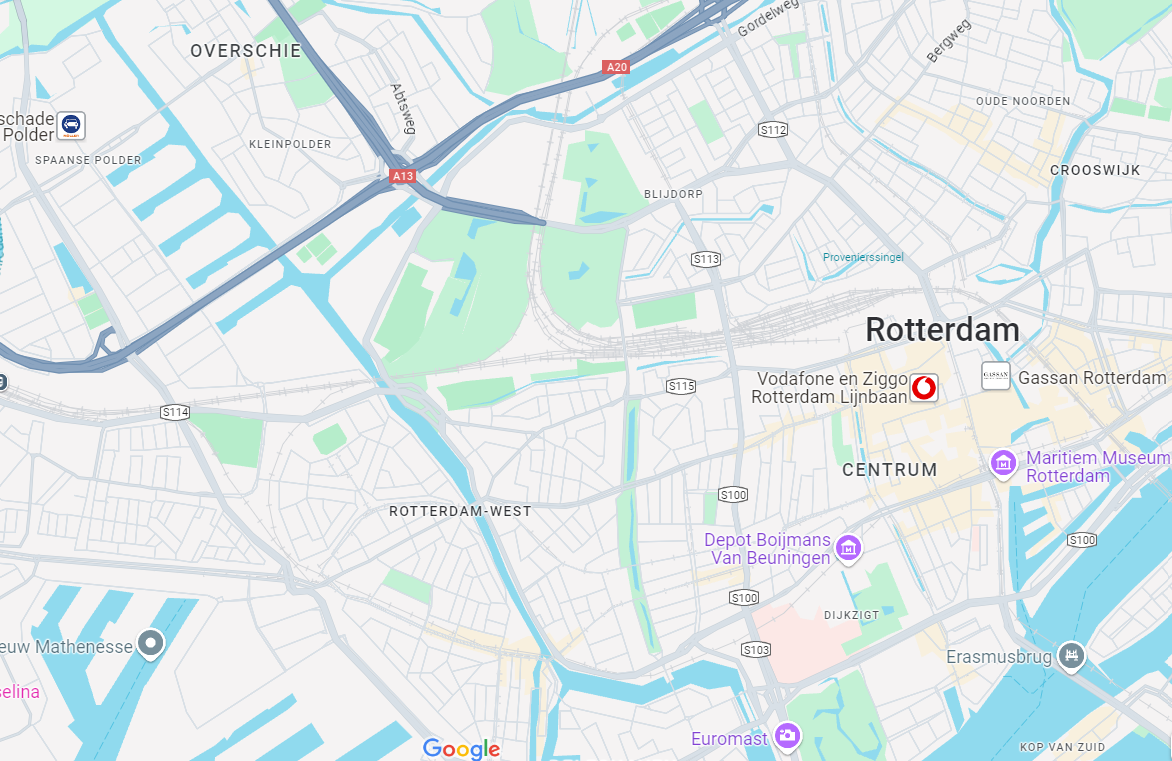 Gordelweg
Bergweg
OVERSCHIE
A20
Abtsweg
OUDE NOORDEN
schade
Polder
S112
KLEINPOLDER
SPAANSE POLDER
CROOSWIJK
A13
BLIJDORP
Provenierssingel
S113
Rotterdam
Vodafone en Ziggo
Rotterdam Lijnbaan
GASSAN
Gassan Rotterdam
S115
S114
CENTRUM
Maritiem Museum
Rotterdam
S100
ROTTERDAM-WEST
Depot Boijmans
Van Beuningen
S100
S100
DIJKZIGT
euw Mathenesse
S103
Erasmusbrug
selina
Euromast
Google
KOP VAN ZUID